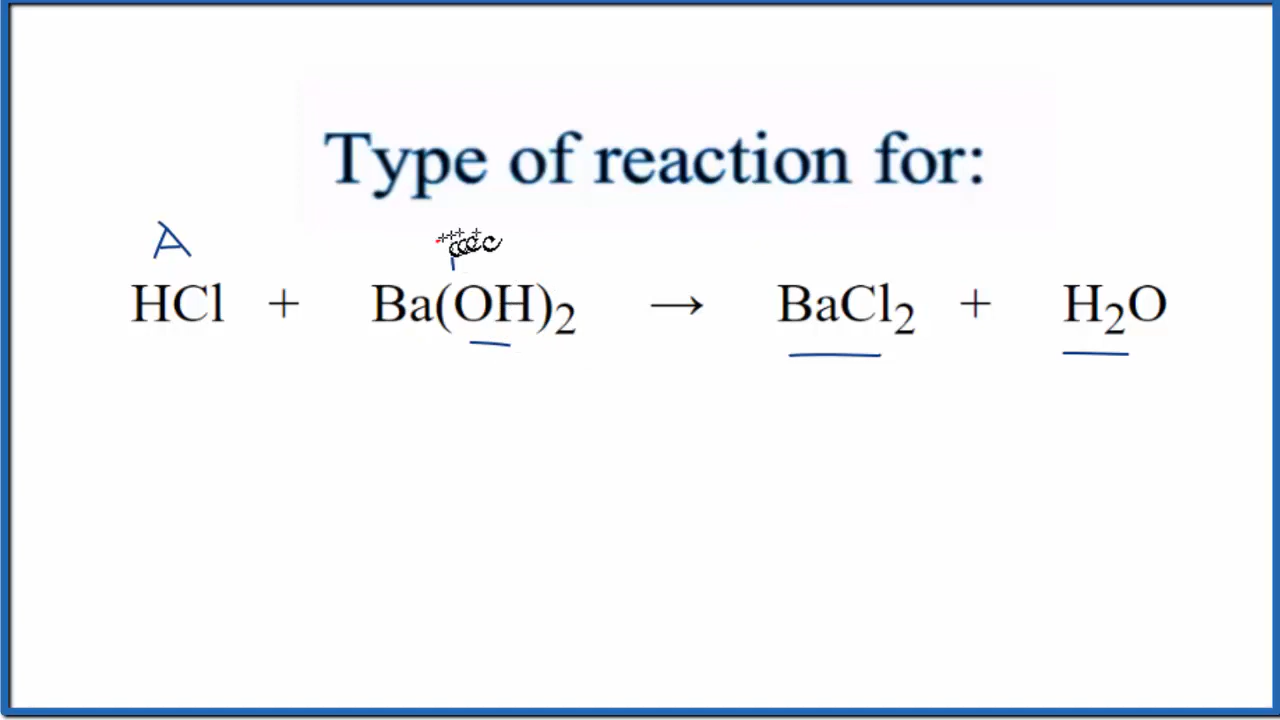 Type of reaction for:
A
HCl + Ba(OH)₂ → BaCl₂ + H₂O